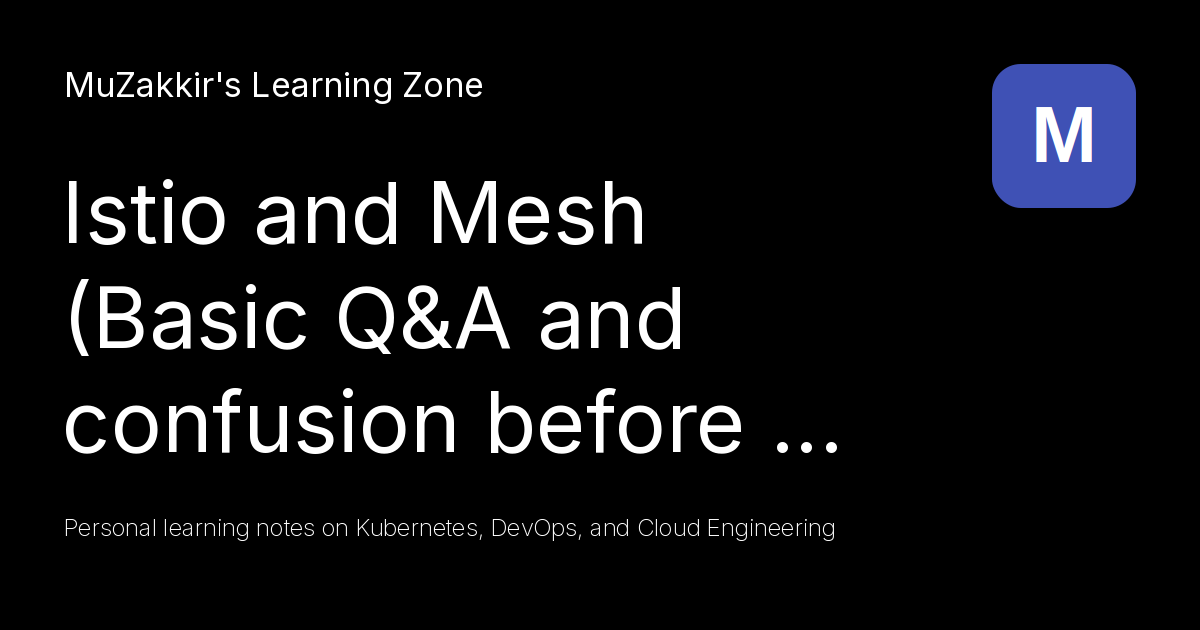 MuZakkir's Learning Zone
M
Istio and Mesh
(Basic Q&A and
confusion before ...
Personal learning notes on Kubernetes, DevOps, and Cloud Engineering